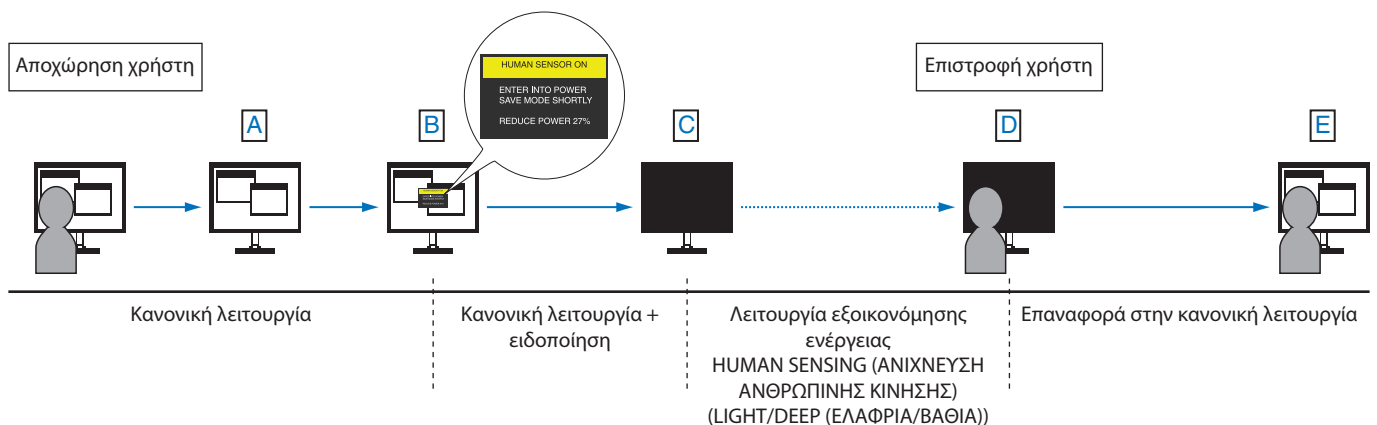 Αποχώρηση χρήστη
HUMAN SENSOR ON
ENTER INTO POWER
SAVE MODE SHORTLY
REDUCE POWER 27%
Επιστροφή χρήστη
A
B
C
D
E
Κανονική λειτουργία
Κανονική λειτουργία +
ειδοποίηση
Λειτουργία εξοικονόμησης
ενέργειας
HUMAN SENSING (ΑΝΙΧΝΕΥΣΗ
ΑΝΘΡΩΠΙΝΗΣ ΚΙΝΗΣΗΣ)
(LIGHT/DEEP (ΕΛΑΦΡΙΑ/ΒΑΘΙΑ))
Επαναφορά στην κανονική λειτουργία